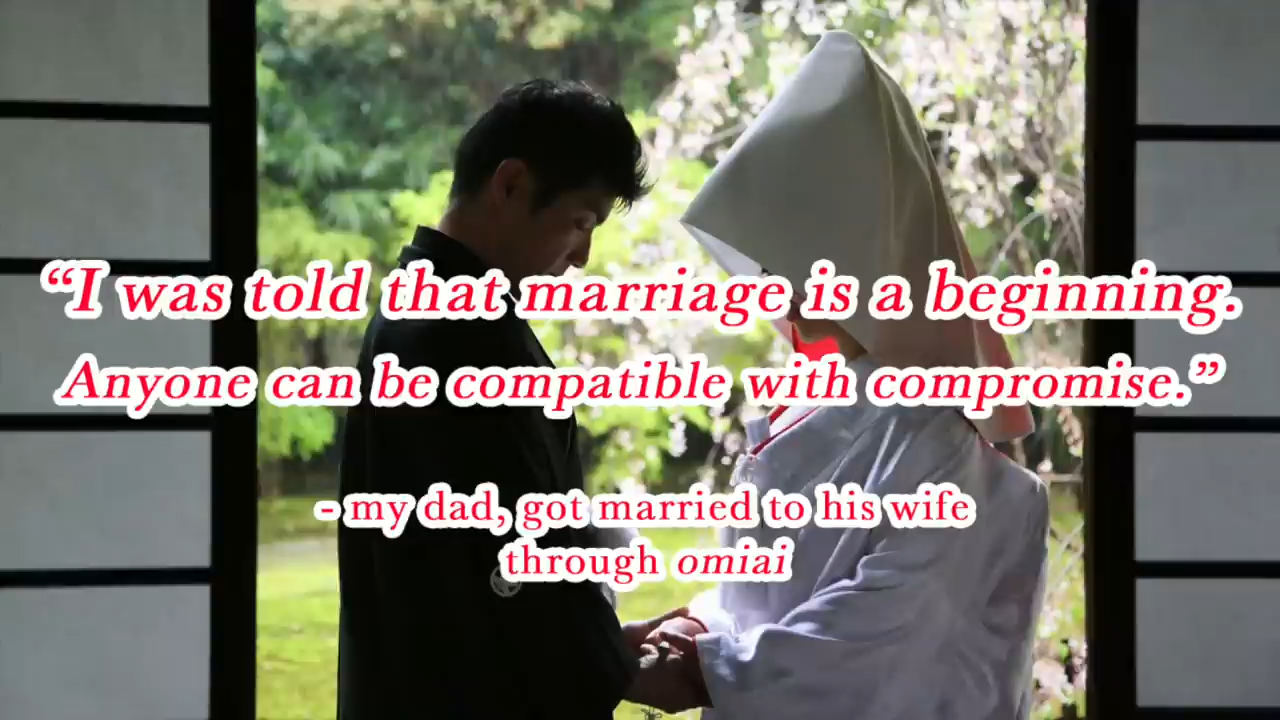 “I was told that marriage is a beginning.
Anyone can be compatible with compromise.”
- my dad, got married to his wife
through omiai